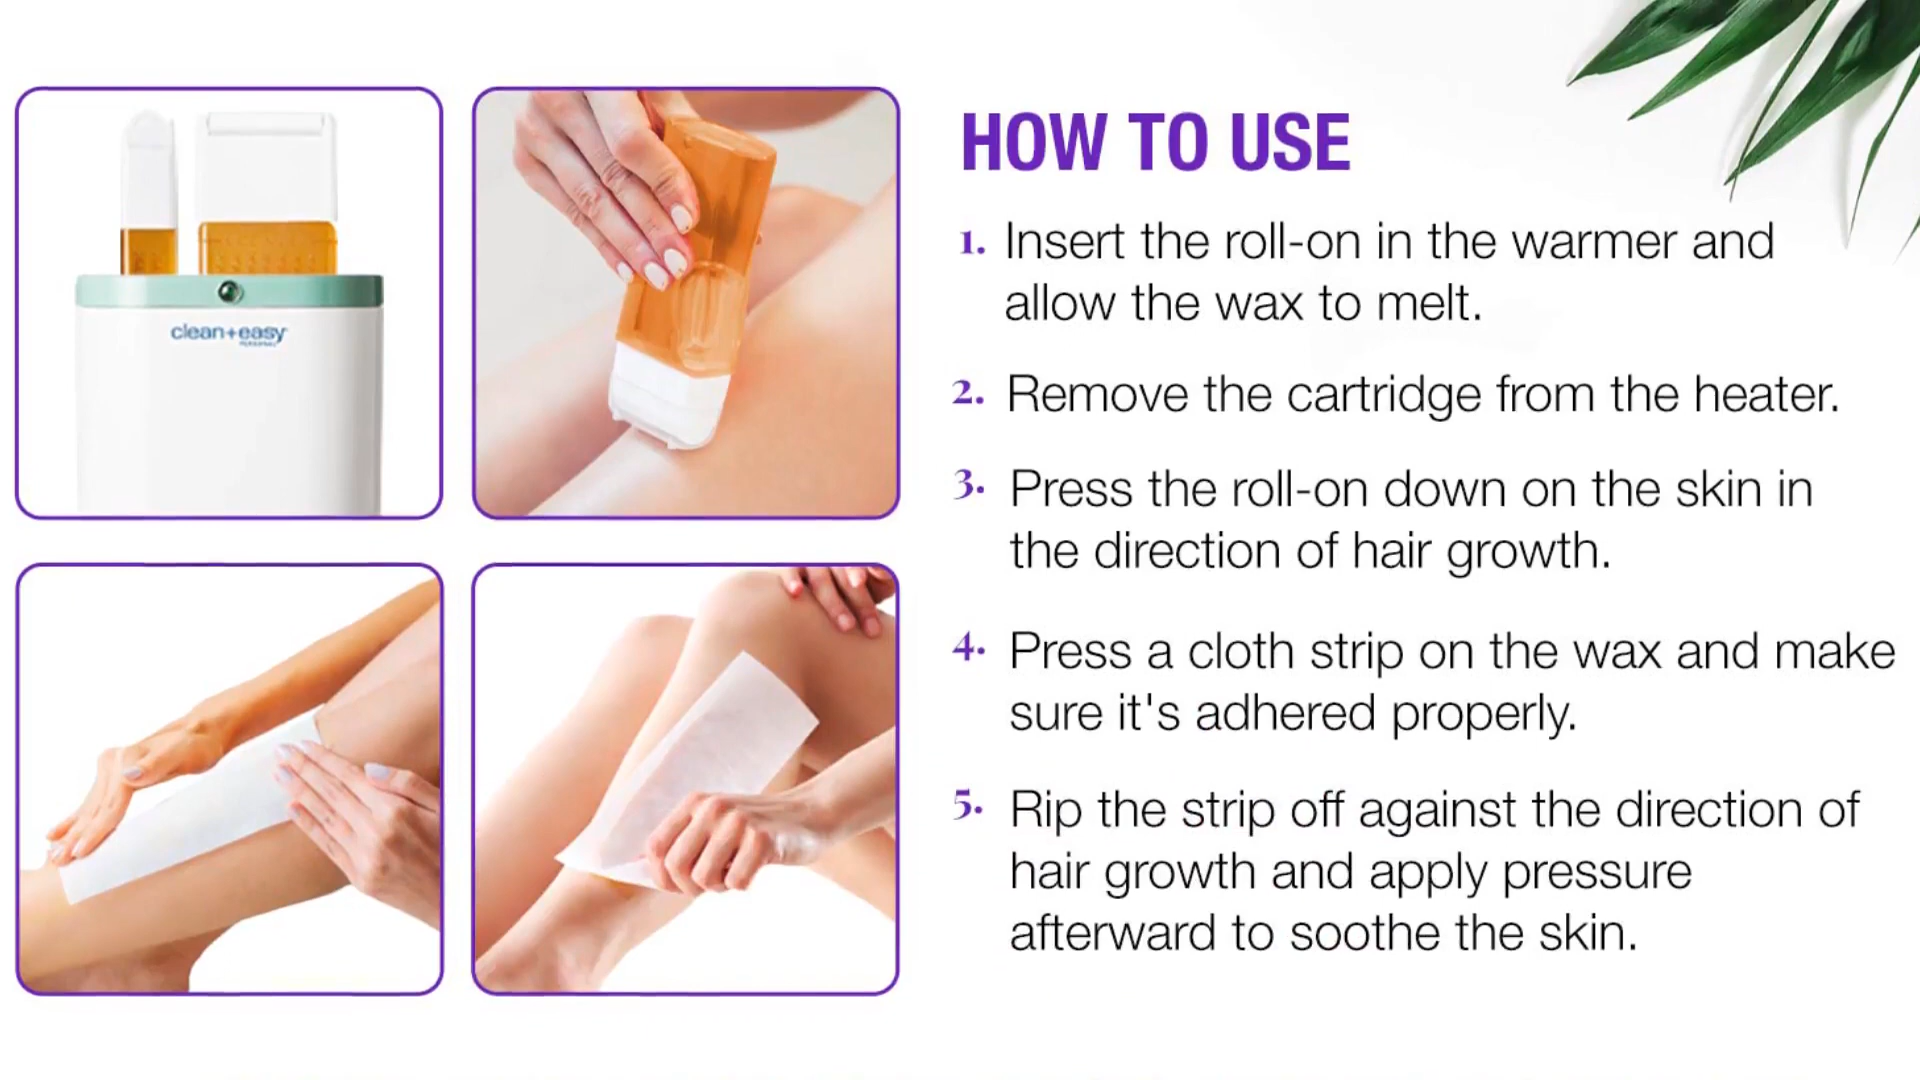 clean+easy
PERSONAL
HOW TO USE
1. Insert the roll-on in the warmer and
allow the wax to melt.
2. Remove the cartridge from the heater.
3. Press the roll-on down on the skin in
the direction of hair growth.
4. Press a cloth strip on the wax and make
sure it's adhered properly.
5. Rip the strip off against the direction of
hair growth and apply pressure
afterward to soothe the skin.